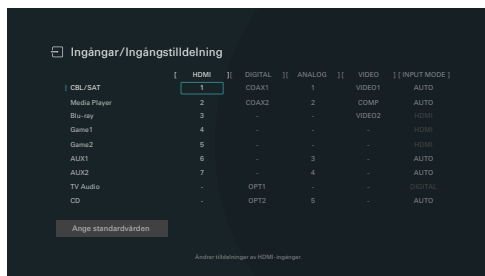 Ingångar/Ingångstilldelning
[ HDMI ][ DIGITAL ][ ANALOG ][ VIDEO ][ INPUT MODE ]
CBL/SAT 1 COAX1 1 VIDEO1 AUTO
Media Player 2 COAX2 2 COMP AUTO
Blu-ray 3 - - VIDEO2 HDMI
Game1 4 - - - HDMI
Game2 5 - - - HDMI
AUX1 6 - 3 - AUTO
AUX2 7 - 4 - AUTO
TV Audio - OPT1 - - DIGITAL
CD - OPT2 5 - AUTO
Ange standardvärden
Ändrar tilldelningar av HDMI-ingångar.